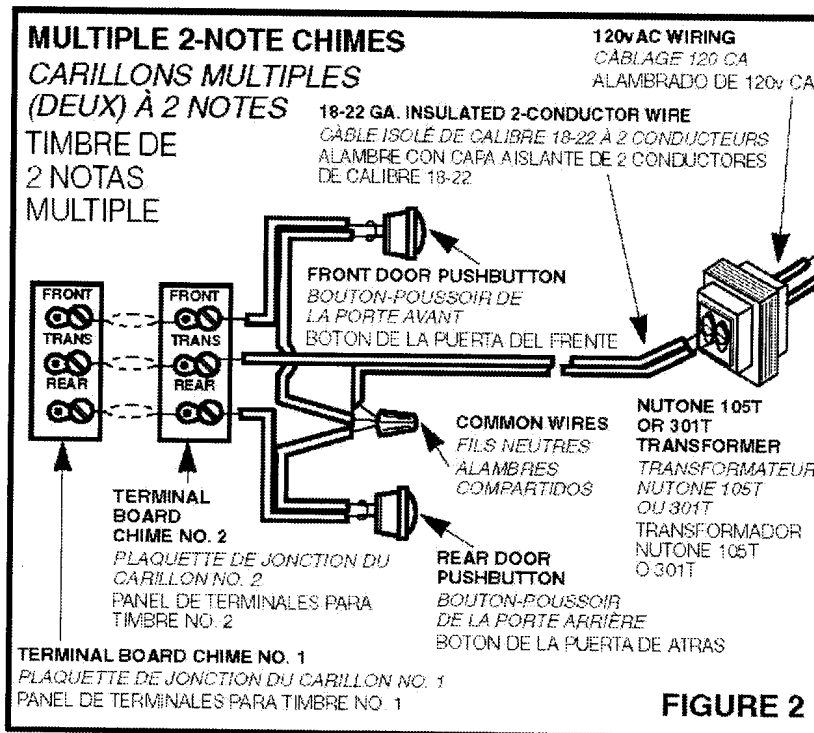 MULTIPLE 2-NOTE CHIMES
CARILLONS MULTIPLES
(DEUX) À 2 NOTES
TIMBRE DE
2 NOTAS
MULTIPLE
120v AC WIRING
CÂBLAGE 120 CA
ALAMBRADO DE 120v CA
18-22 GA. INSULATED 2-CONDUCTOR WIRE
CÂBLE ISOLÉ DE CALIBRE 18-22 À 2 CONDUCTEURS
ALAMBRE CON CAPA AISLANTE DE 2 CONDUCTORES
DE CALIBRE 18-22
FRONT DOOR PUSHBUTTON
BOUTON-POUSSOIR DE
LA PORTE AVANT
BOTON DE LA PUERTA DEL FRENTE
FRONT
TRANS
REAR
FRONT
TRANS
REAR
COMMON WIRES
FILS NEUTRES
ALAMBRES
COMPARTIDOS
NUTONE 105T
OR 301T
TRANSFORMER
TRANSFORMATEUR
NUTONE 105T
OU 301T
TRANSFORMADOR
NUTONE 105T
O 301T
TERMINAL
BOARD
CHIME NO. 2
PLAQUETTE DE JONCTION DU
CARILLON NO. 2
PANEL DE TERMINALES PARA
TIMBRE NO. 2
REAR DOOR
PUSHBUTTON
BOUTON-POUSSOIR
DE LA PORTE ARRIÈRE
BOTON DE LA PUERTA DE ATRAS
TERMINAL BOARD CHIME NO. 1
PLAQUETTE DE JONCTION DU CARILLON NO. 1
PANEL DE TERMINALES PARA TIMBRE NO. 1
FIGURE 2